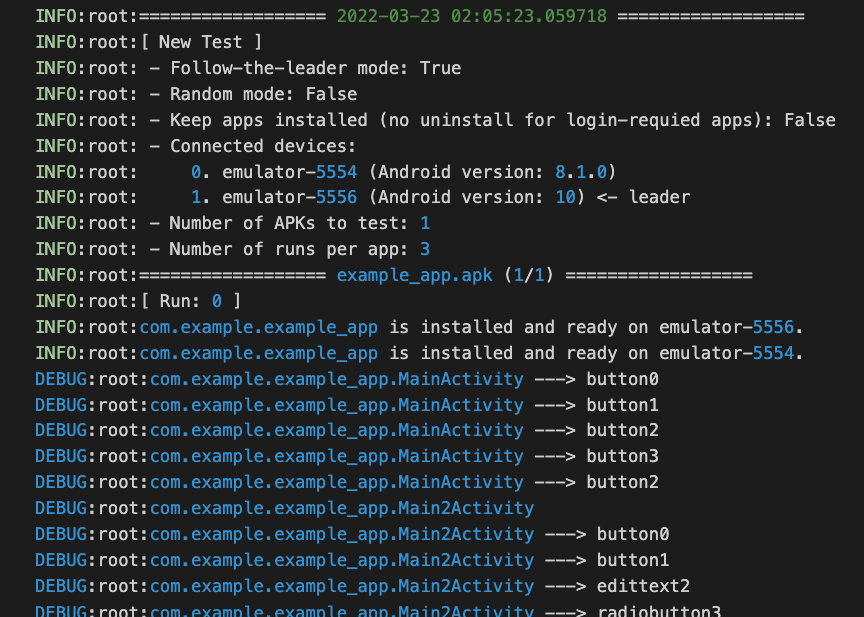 INFO:root:================== 2022-03-23 02:05:23.059718 ==================
INFO:root:[ New Test ]
INFO:root: - Follow-the-leader mode: True
INFO:root: - Random mode: False
INFO:root: - Keep apps installed (no uninstall for login-requied apps): False
INFO:root: - Connected devices:
INFO:root:     0. emulator-5554 (Android version: 8.1.0)
INFO:root:     1. emulator-5556 (Android version: 10) <- leader
INFO:root: - Number of APKs to test: 1
INFO:root: - Number of runs per app: 3
INFO:root:================== example_app.apk (1/1) ==================
INFO:root:[ Run: 0 ]
INFO:root:com.example.example_app is installed and ready on emulator-5556.
INFO:root:com.example.example_app is installed and ready on emulator-5554.
DEBUG:root:com.example.example_app.MainActivity ---> button0
DEBUG:root:com.example.example_app.MainActivity ---> button1
DEBUG:root:com.example.example_app.MainActivity ---> button2
DEBUG:root:com.example.example_app.MainActivity ---> button3
DEBUG:root:com.example.example_app.MainActivity ---> button2
DEBUG:root:com.example.example_app.Main2Activity
DEBUG:root:com.example.example_app.Main2Activity ---> button0
DEBUG:root:com.example.example_app.Main2Activity ---> button1
DEBUG:root:com.example.example_app.Main2Activity ---> edittext2
DEBUG:root:com.example.example_app.Main2Activity ---> radiobutton3